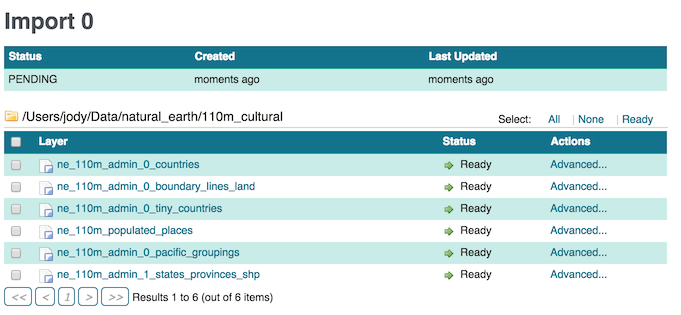 Import 0
Status Created Last Updated
PENDING moments ago moments ago
/Users/jody/Data/natural_earth/110m_cultural Select: All None Ready
Layer Status Actions
ne_110m_admin_0_countries Ready Advanced...
ne_110m_admin_0_boundary_lines_land Ready Advanced...
ne_110m_admin_0_tiny_countries Ready Advanced...
ne_110m_populated_places Ready Advanced...
ne_110m_admin_0_pacific_groupings Ready Advanced...
ne_110m_admin_1_states_provinces_shp Ready Advanced...
<< < 1 > >> Results 1 to 6 (out of 6 items)